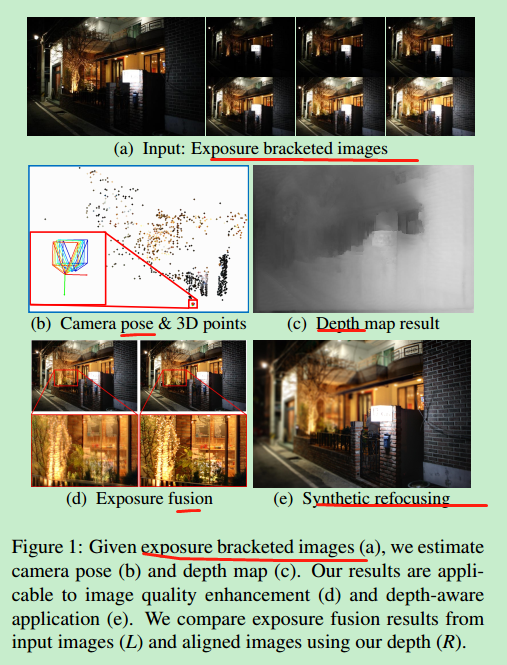 (a) Input: Exposure bracketed images
(b) Camera pose & 3D points
(c) Depth map result
(d) Exposure fusion
(e) Synthetic refocusing
Figure 1: Given exposure bracketed images (a), we estimate
camera pose (b) and depth map (c). Our results are appli-
cable to image quality enhancement (d) and depth-aware
application (e). We compare exposure fusion results from
input images (L) and aligned images using our depth (R).